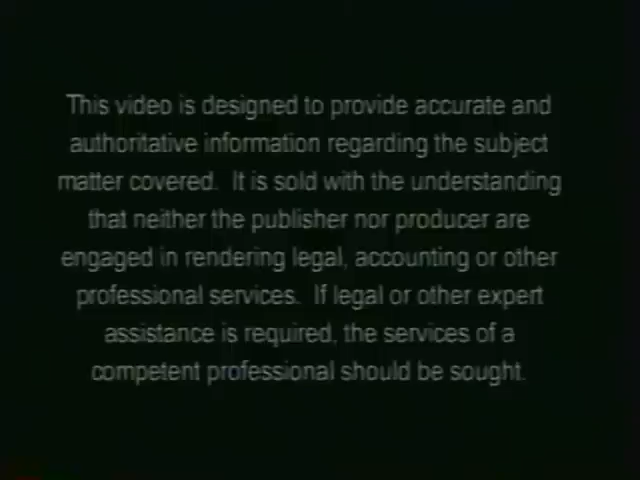 This video is designed to provide accurate and
authoritative information regarding the subject
matter covered.  It is sold with the understanding
that neither the publisher nor producer are
engaged in rendering legal, accounting or other
professional services.  If legal or other expert
assistance is required, the services of a
competent professional should be sought.